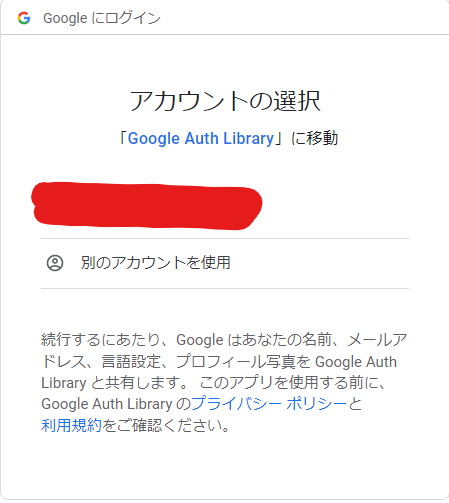 Google にログイン
アカウントの選択
「Google Auth Library」に移動
別のアカウントを使用
続行するにあたり、Google はあなたの名前、メールア
ドレス、言語設定、プロフィール写真を Google Auth
Library と共有します。 このアプリを使用する前に、
Google Auth Library のプライバシー ポリシーと
利用規約をご確認ください。